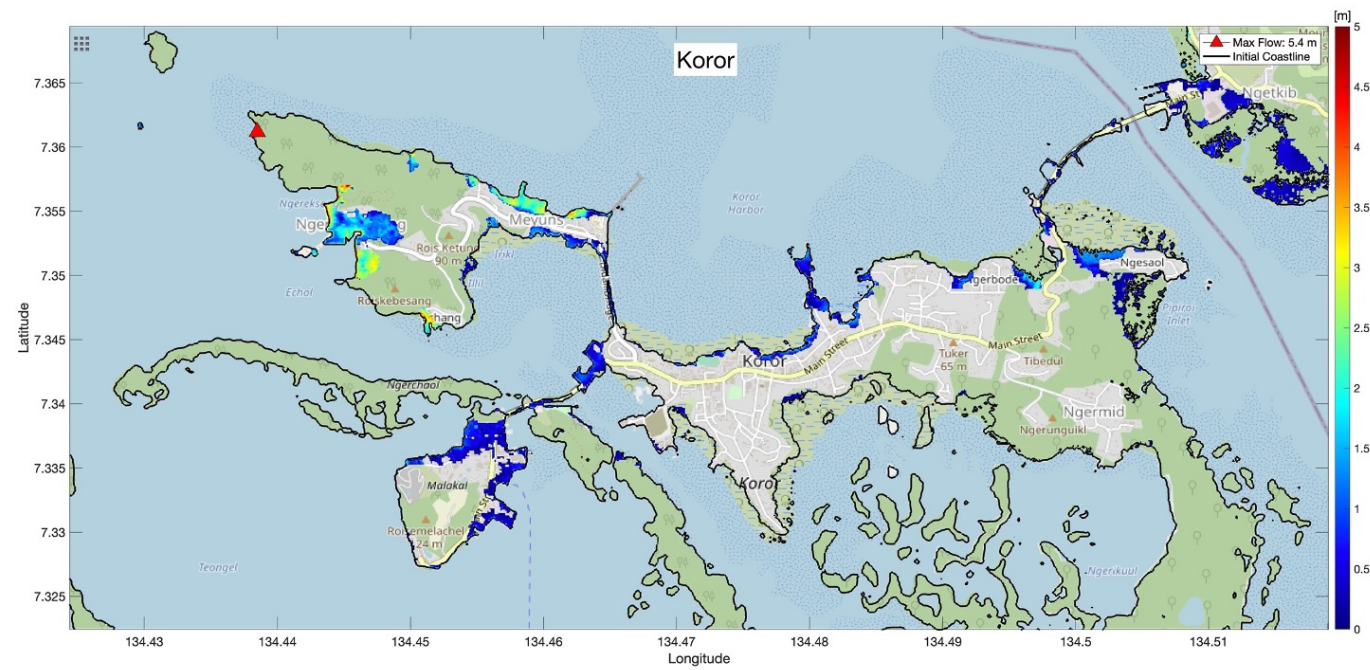 [m]
Koror
Max Flow: 5.4 m
Initial Coastline
5
4.5
4
3.5
3
2.5
2
1.5
1
0.5
0
7.365
7.36
7.355
7.35
7.345
7.34
7.335
7.33
7.325
Latitude
Main St
Ngetkib
Koror
Harbor
Meyuns
Rois Ketund
90 m
Irikl
Echol
Roiskebesang
Ngesaol
Pipiroi
Inlet
Koror
Main Street
Main Street
Tuker
65 m
Tibedul
Ngerchaol
Ngermid
Ngerunguikl
Malakal
Koror
24 m
Teongel
Ngerikuul
134.43
134.44
134.45
134.46
134.47
134.48
134.49
134.5
134.51
Longitude